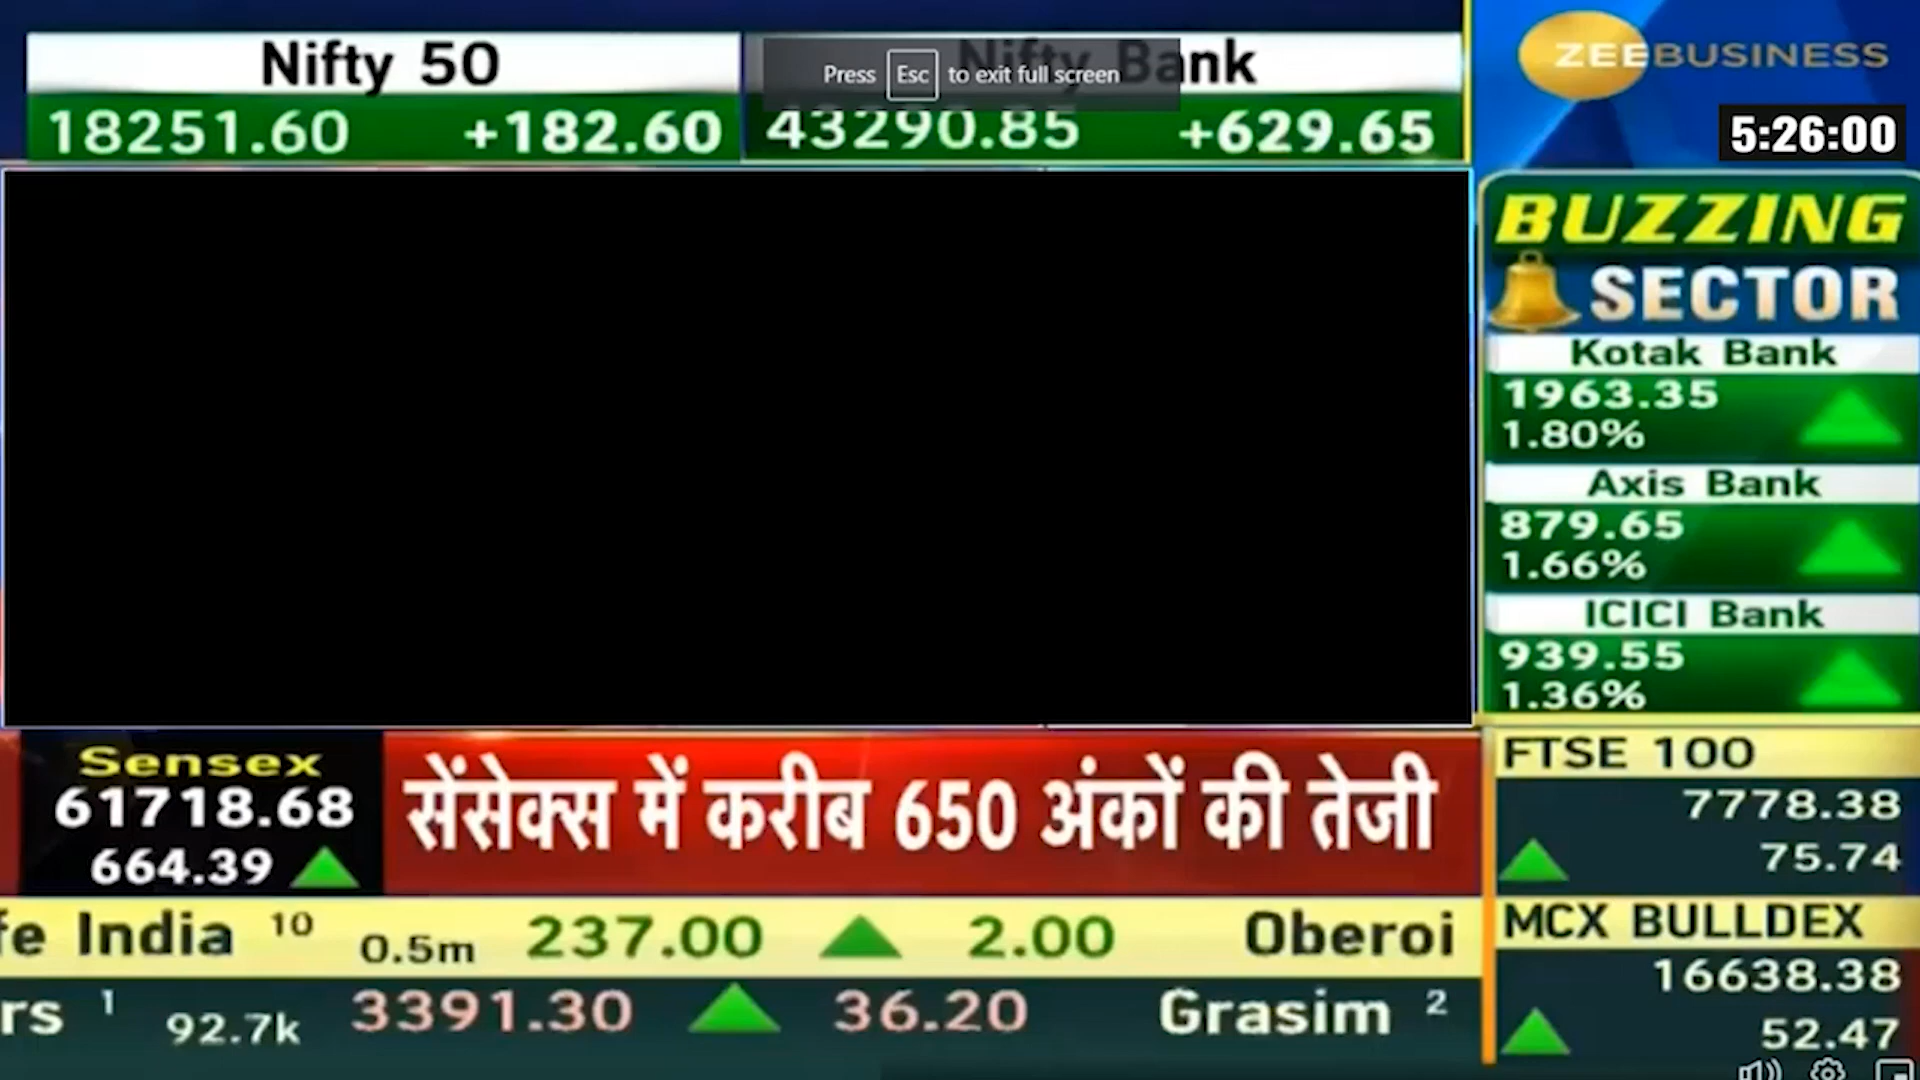 Nifty 50
18251.60 +182.60
Nifty Bank
43290.85 +629.65
Press Esc to exit full screen
ZEEBUSINESS
5:26:00
BUZZING
SECTOR
Kotak Bank
1963.35
1.80%
Axis Bank
879.65
1.66%
ICICI Bank
939.55
1.36%
Sensex
61718.68
664.39
सेंसेक्स में करीब 650 अंकों की तेजी
FTSE 100
7778.38
75.74
MCX BULLDEX
16638.38
52.47
fe India 10 0.5m 237.00 2.00 Oberoi
rs 1 92.7k 3391.30 36.20 Grasim 2